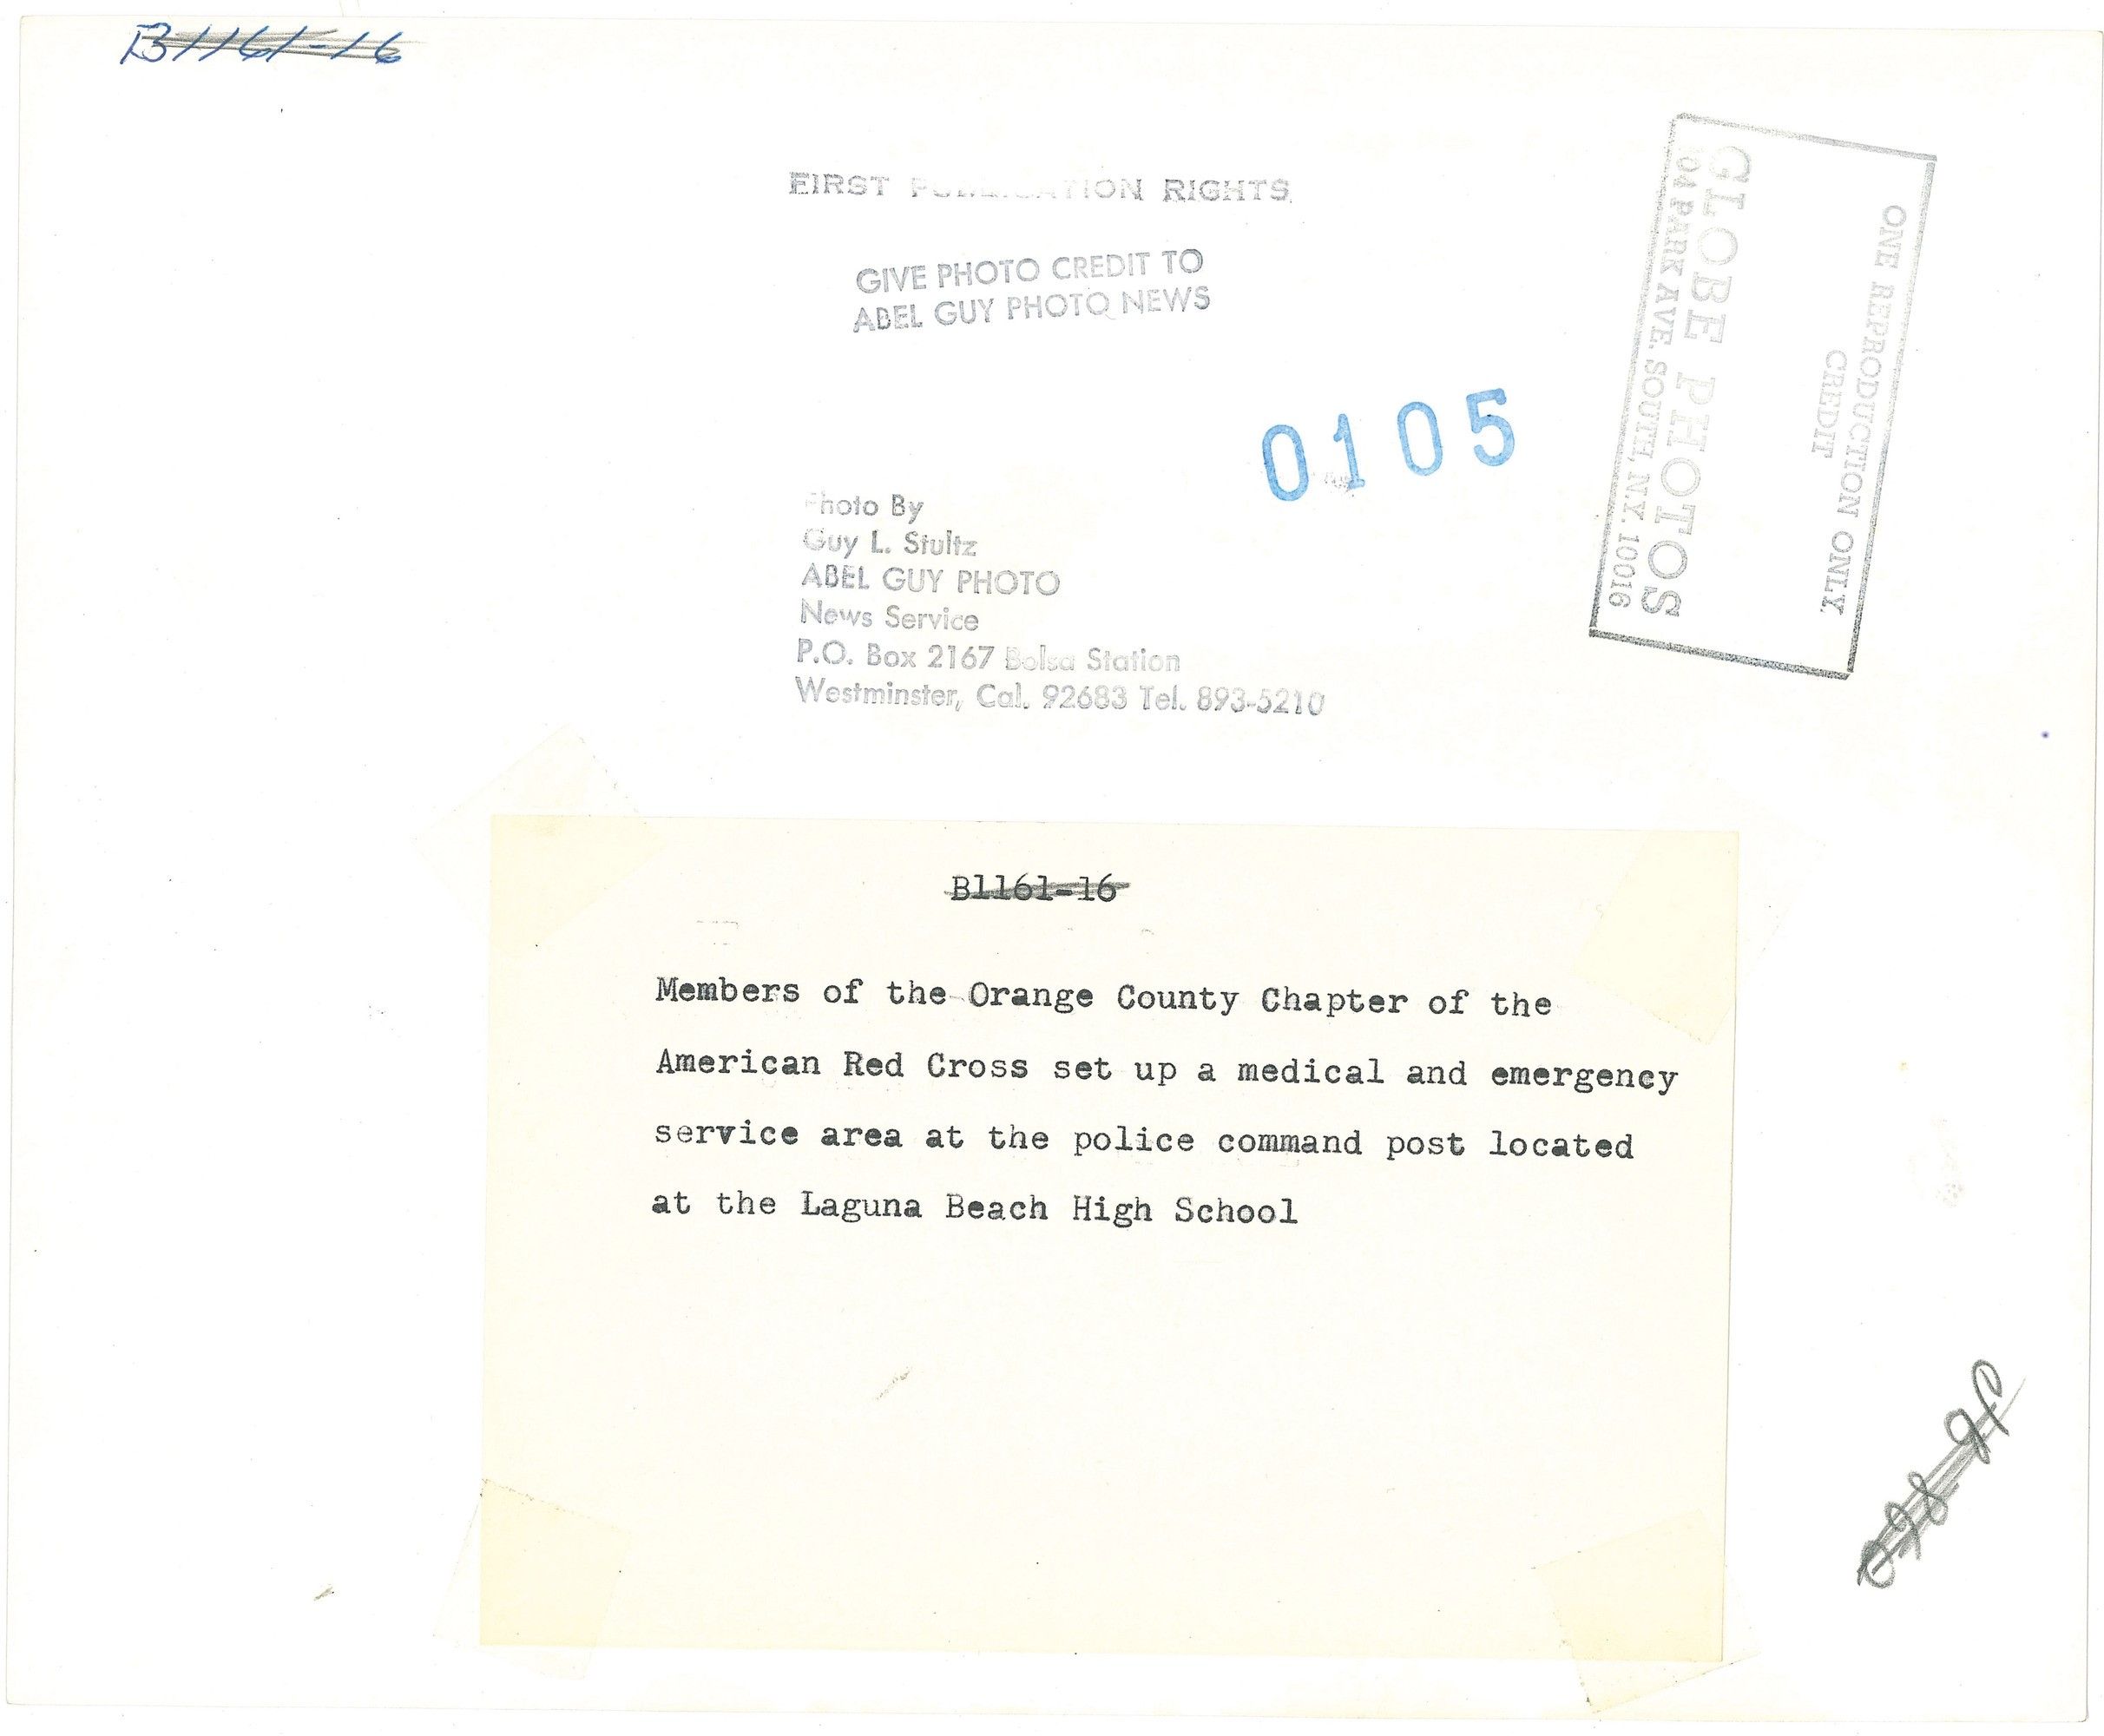 B1161-16
EIRST PUBLICATION RIGHTS
GIVE PHOTO CREDIT TO
ABEL GUY PHOTO NEWS
0105
ONE REPRODUCTION ONLY
CREDIT
GLOBE PHOTOS
04 PARK AVE. SOUTH, N.Y. 10016
Photo By
Guy L. Stultz
ABEL GUY PHOTO
News Service
P.O. Box 2167 Bolsa Station
Westminster, Cal. 92683 Tel. 893-5210
B1161-16
Members of the Orange County Chapter of the
American Red Cross set up a medical and emergency
service area at the police command post located
at the Laguna Beach High School